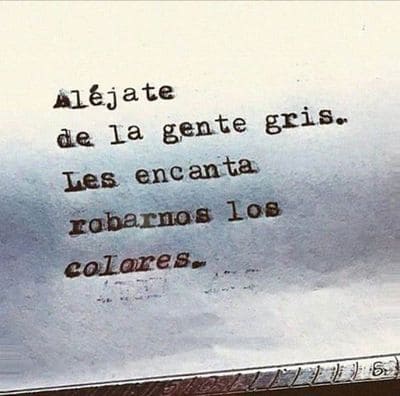 Aléjate
de la gente gris.
Les encanta
robarnos los
colores.